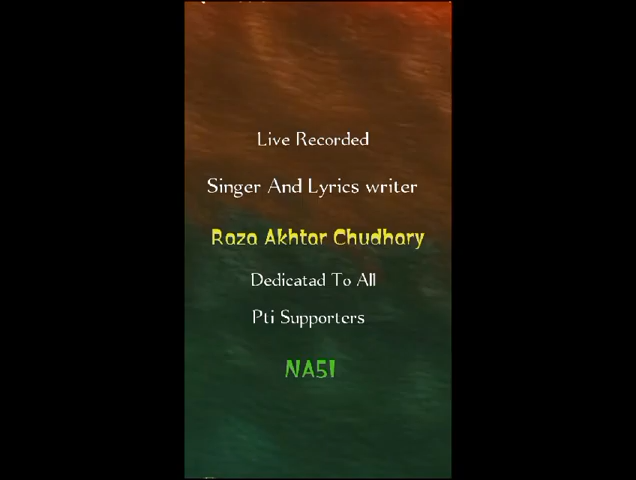 Live Recorded
Singer And Lyrics writer
Raza Akhtar Chudhary
Dedicatad To All
Pti Supporters
NA51